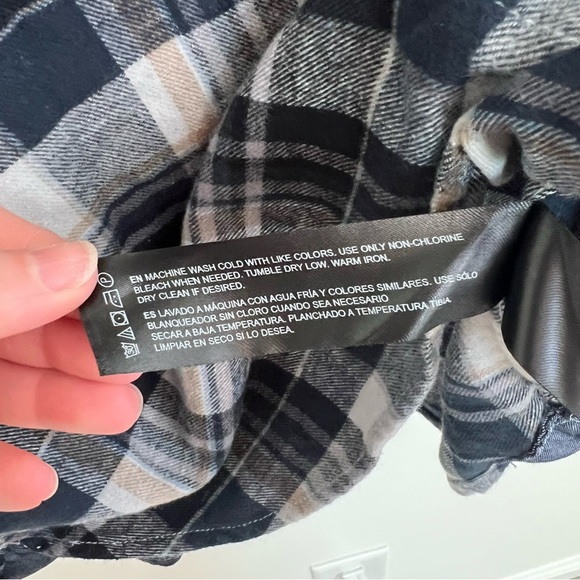 EN MACHINE WASH COLD WITH LIKE COLORS. USE ONLY NON-CHLORINE
BLEACH WHEN NEEDED. TUMBLE DRY LOW. WARM IRON.
DRY CLEAN IF DESIRED.
ES LAVADO A MÁQUINA CON AGUA FRÍA Y COLORES SIMILARES. USE SÓLO
BLANQUEADOR SIN CLORO CUANDO SEA NECESARIO
SECAR A BAJA TEMPERATURA. PLANCHADO A TEMPERATURA TIBIA.
LIMPIAR EN SECO SI LO DESEA.